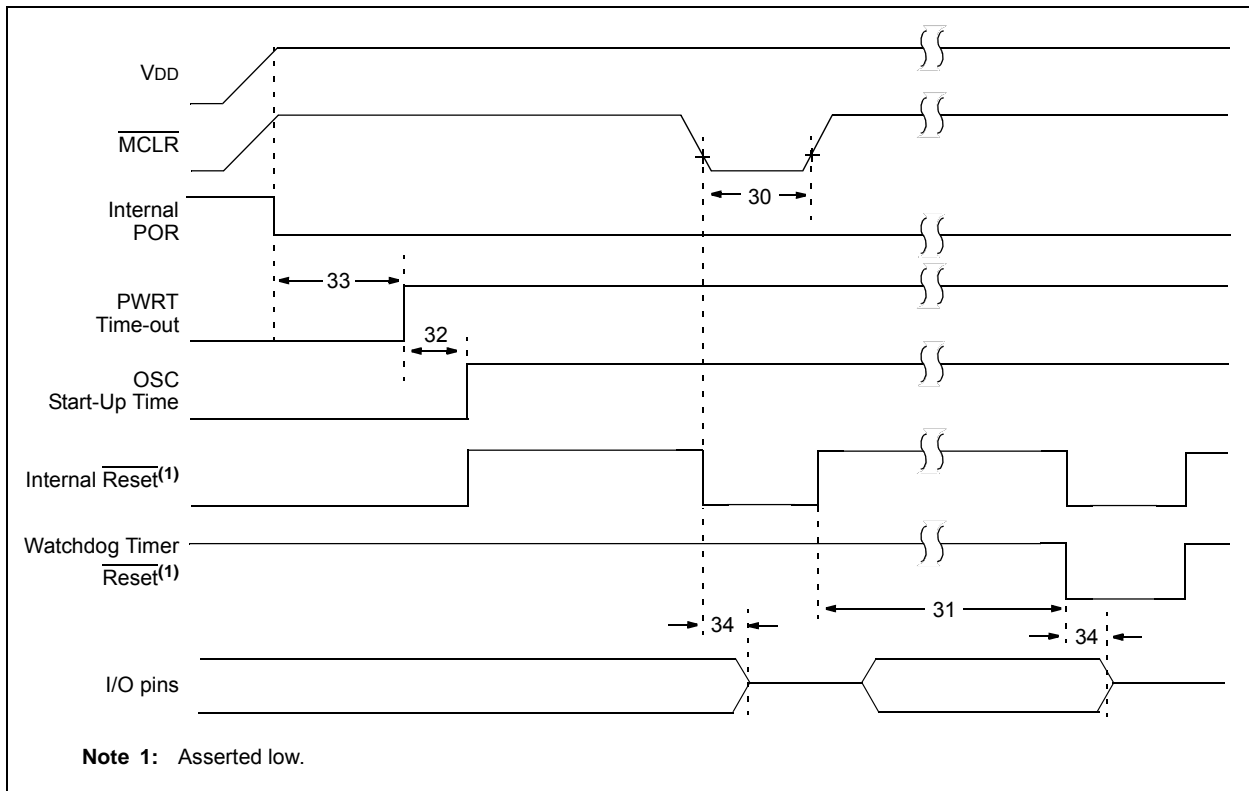 VDD
MCLR
30
Internal
POR
33
PWRT
Time-out
32
OSC
Start-Up Time
Internal Reset(1)
Watchdog Timer
Reset(1)
31
34
34
I/O pins
Note 1: Asserted low.